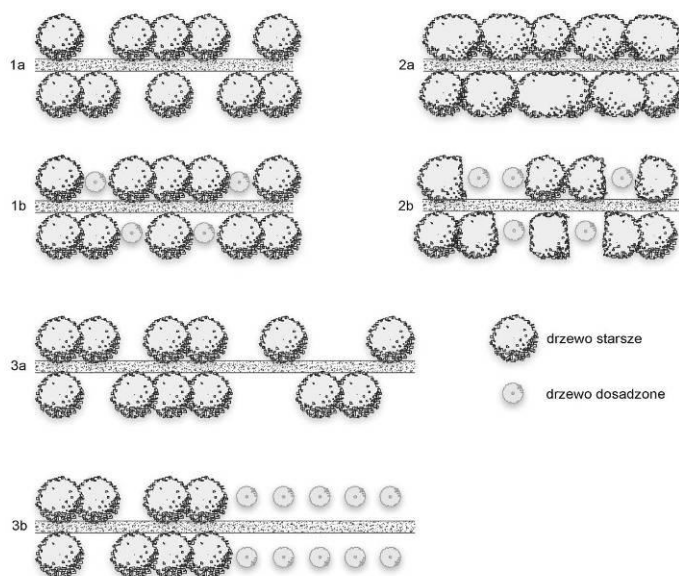 1a
2a
1b
2b
3a
drzewo starsze
drzewo dosadzone
3b